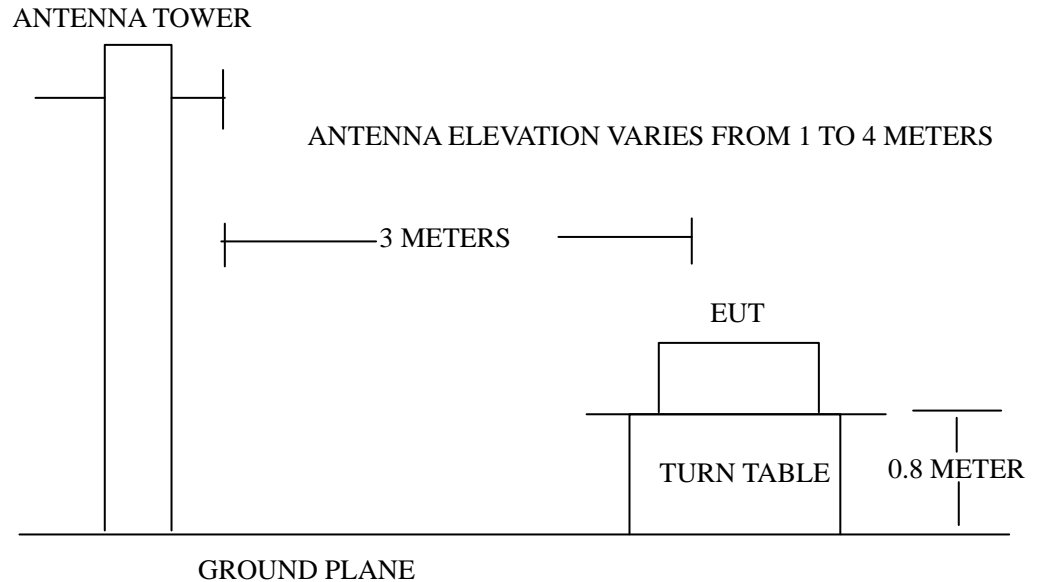 ANTENNA TOWER
ANTENNA ELEVATION VARIES FROM 1 TO 4 METERS
3 METERS
EUT
TURN TABLE
0.8 METER
GROUND PLANE